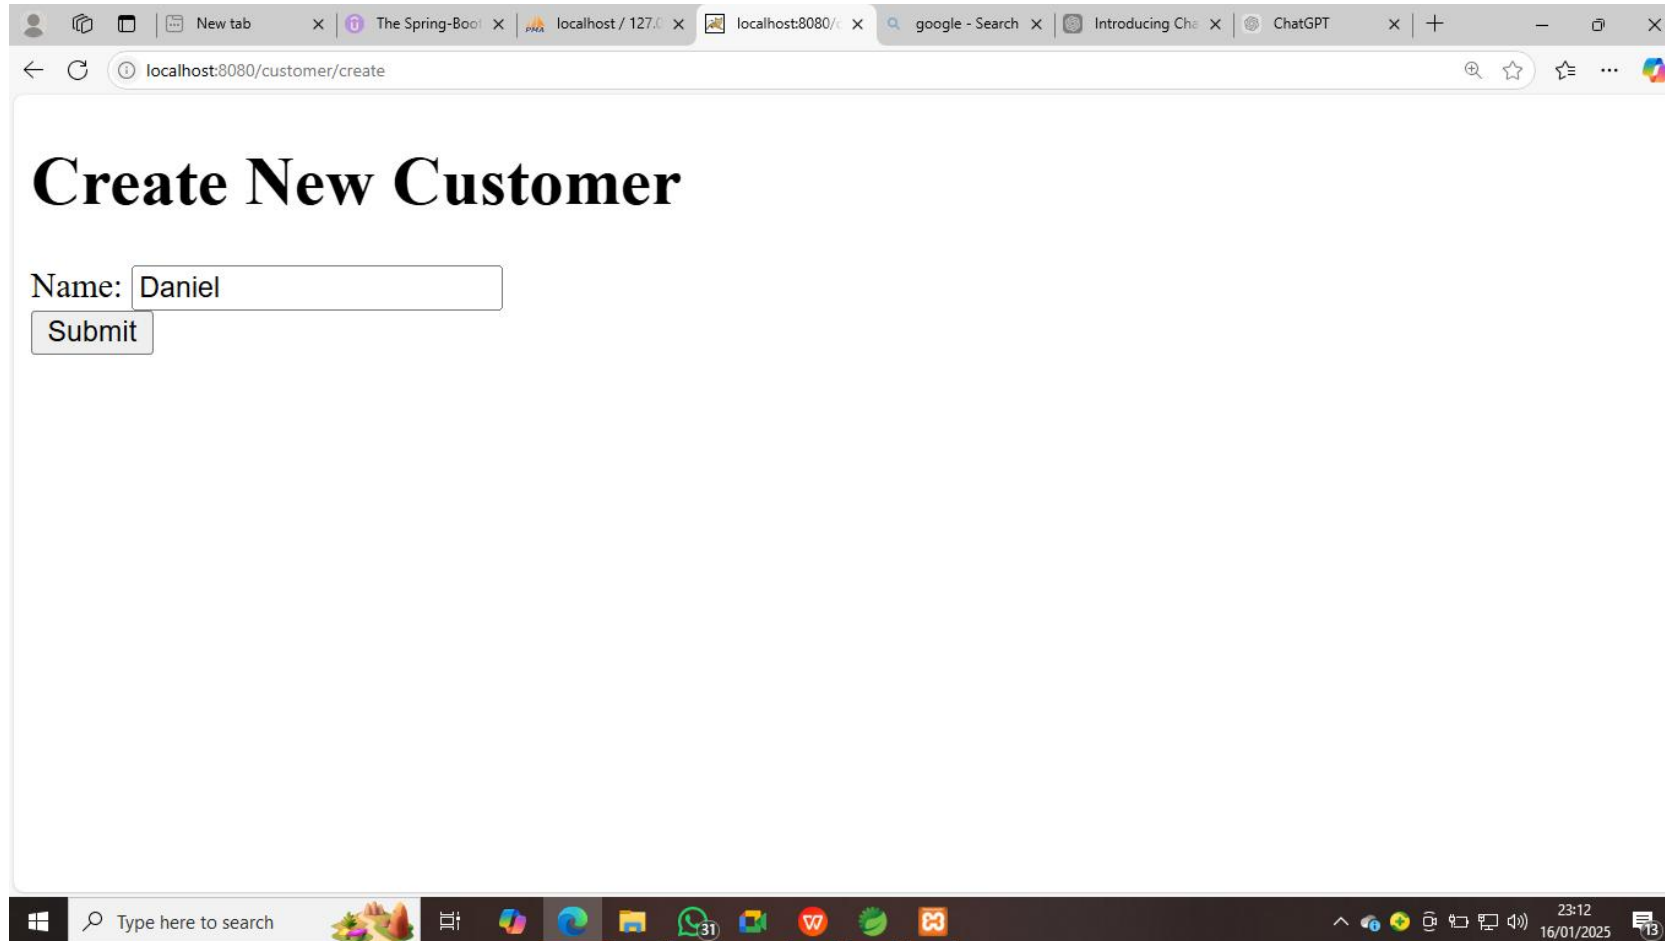 New tab
The Spring-Boot
localhost / 127.0
localhost:8080/c
google - Search
Introducing Cha
ChatGPT
localhost:8080/customer/create
Create New Customer
Name: Daniel
Submit
Type here to search
31
23:12
16/01/2025
13